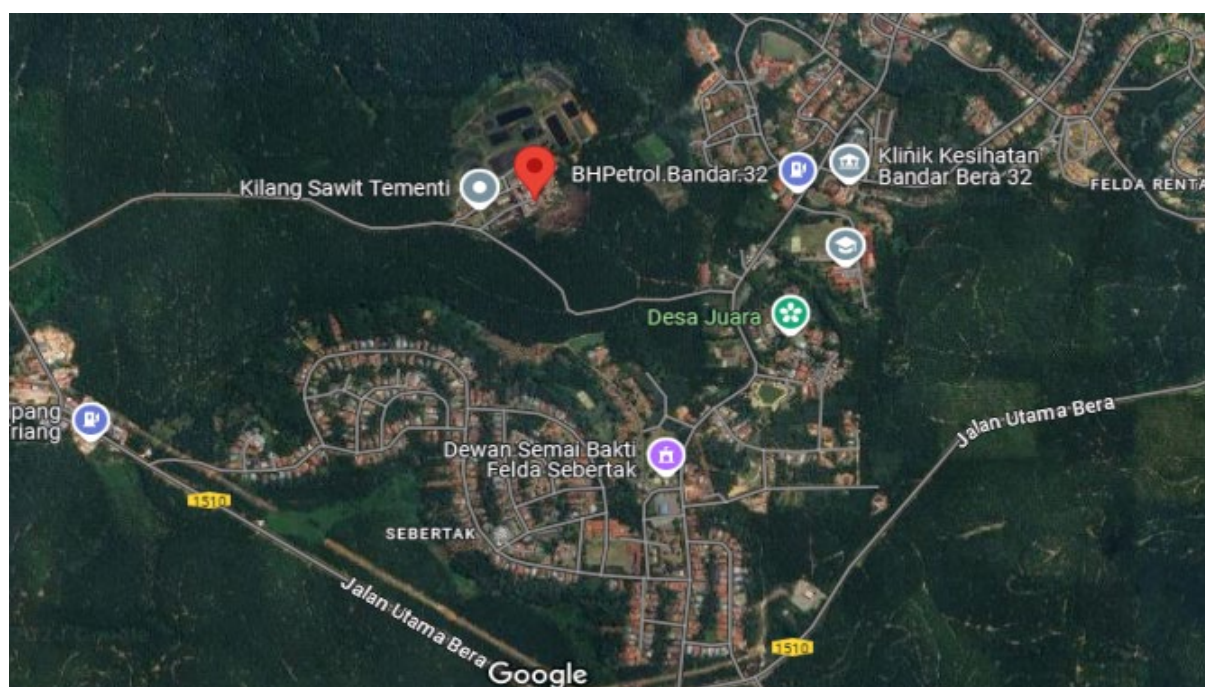 Kilang Sawit Tementi
BHPetrol.Bandar.32
Klinik Kesihatan
Bandar Bera 32
FELDA RENTA
Desa Juara
pang
riang
Jalan Utama Bera
Dewan Semai Bakti
Felda Sebertak
1510
SEBERTAK
Jalan Utama Bera
1510
Google